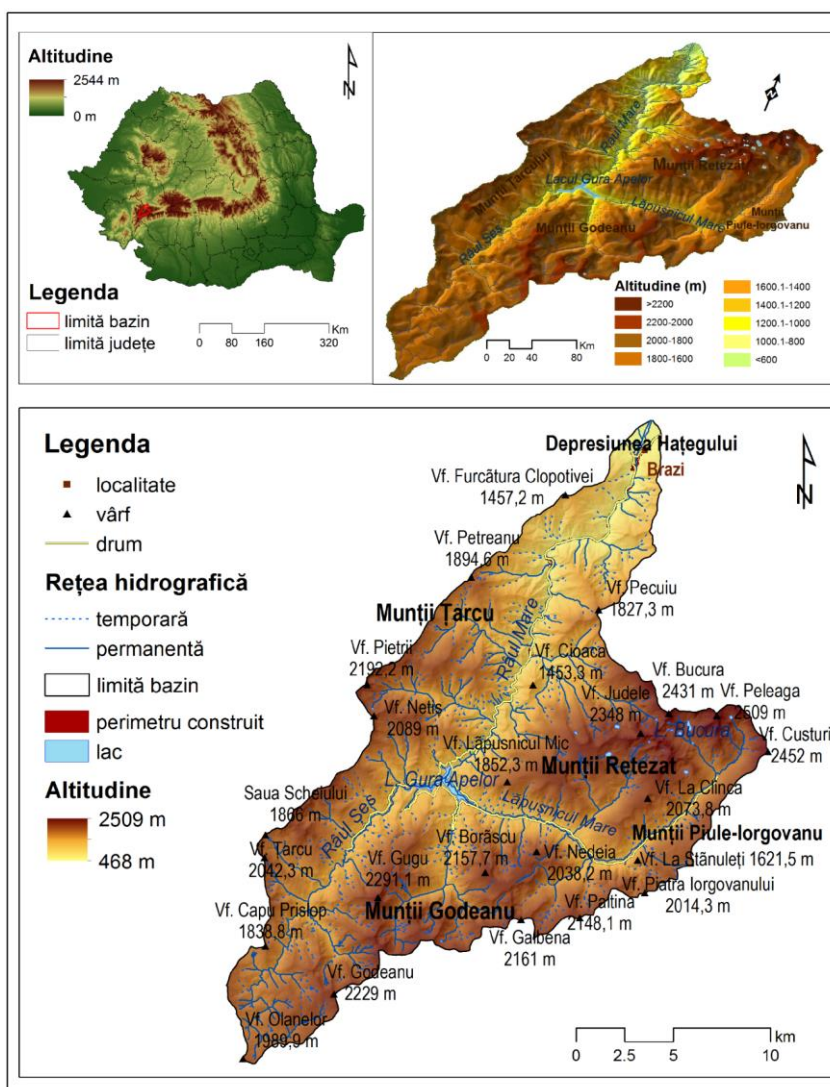 Altitudine
2544 m
0 m
N
Legenda
limită bazin
limită județe
Km
0 80 160 320
N
Râul Mare
Munții Retezat
Munții Țarcului
Lacul Gura Apelor
Lăpușnicul Mare
Munții
Piule-Iorgovanu
Munții Godeanu
Râul Șes
Altitudine (m)
>2200
2200-2000
2000-1800
1800-1600
1600.1-1400
1400.1-1200
1200.1-1000
1000.1-800
<600
0 20 40 80
Km
Legenda
localitate
vârf
drum
Rețea hidrografică
temporară
permanentă
limită bazin
perimetru construit
lac
Altitudine
2509 m
468 m
N
Depresiunea Hațegului
Brazi
Vf. Furcătura Clopotivei
1457,2 m
Vf. Petreanu
1894,6 m
Vf. Pecuiu
1827,3 m
Munții Țarcu
Râul Mare
Vf. Pietrii
2192,2 m
Vf. Cioaca
1453,3 m
Vf. Bucura
2431 m
Vf. Peleaga
2509 m
Vf. Judele
2348 m
Vf. Netiș
2089 m
L. Bucura
Vf. Custuri
2452 m
Vf. Lăpușnicul Mic
1852,3 m
Munții Retezat
L. Gura Apelor
Lăpușnicul Mare
Vf. La Clinca
2073,8 m
Saua Scheiului
1866 m
Râul Șes
Munții Piule-Iorgovanu
Vf. Borăscu
2157,7 m
Vf. Nedeia
2038,2 m
Vf. La Stănuleți 1621,5 m
Vf. Țarcu
2042,3 m
Vf. Gugu
2291,1 m
Vf. Piatra Iorgovanului
2014,3 m
Vf. Paltina
2148,1 m
Munții Godeanu
Vf. Capu Prislop
1838,8 m
Vf. Galbena
2161 m
Vf. Godeanu
2229 m
Vf. Olanelor
1989,9 m
km
0 2.5 5 10